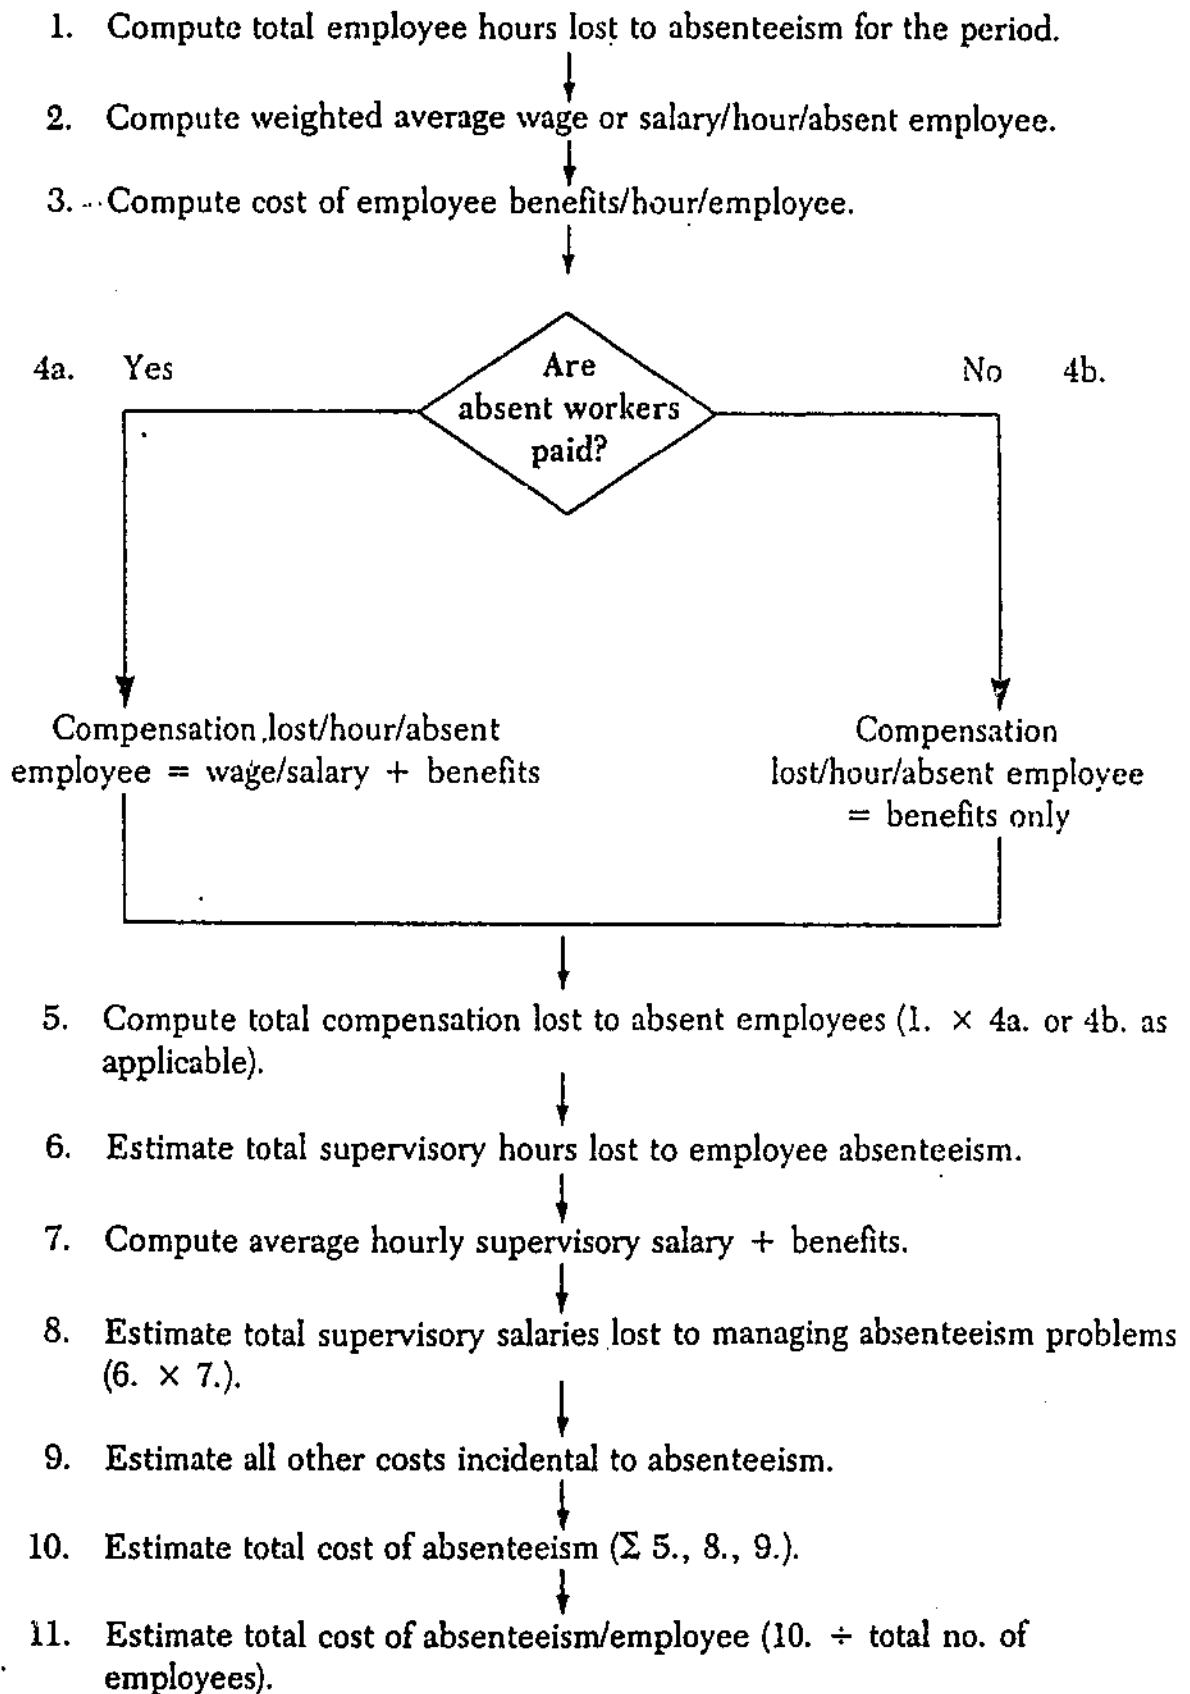 1. Compute total employee hours lost to absenteeism for the period.
2. Compute weighted average wage or salary/hour/absent employee.
3. Compute cost of employee benefits/hour/employee.
4a. Yes
Are
absent workers
paid?
No 4b.
Compensation lost/hour/absent
employee = wage/salary + benefits
Compensation
lost/hour/absent employee
= benefits only
5. Compute total compensation lost to absent employees (1. × 4a. or 4b. as
applicable).
6. Estimate total supervisory hours lost to employee absenteeism.
7. Compute average hourly supervisory salary + benefits.
8. Estimate total supervisory salaries lost to managing absenteeism problems
(6. × 7.).
9. Estimate all other costs incidental to absenteeism.
10. Estimate total cost of absenteeism (Σ 5., 8., 9.).
11. Estimate total cost of absenteeism/employee (10. ÷ total no. of
employees).